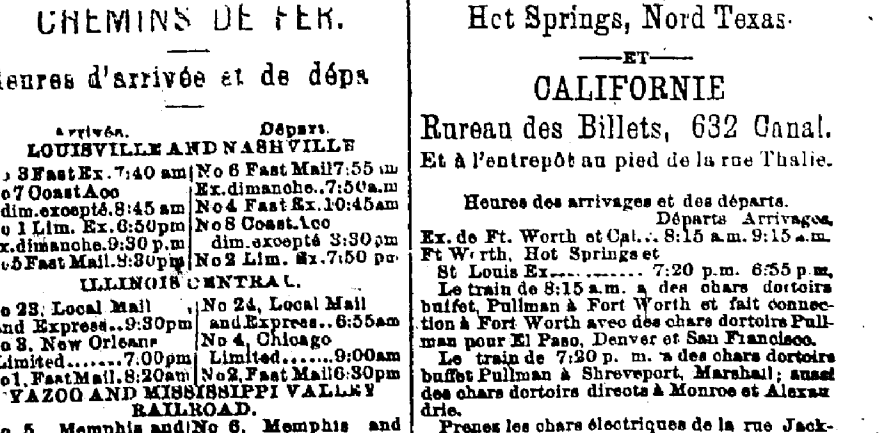 CHEMINS DE FER.
d'arrivée et de dépa
Arrivée. Départ.
LOUISVILLE AND NASHVILLE
3 Fast Ex. 7:40 am No 6 Fast Mail 7:55
o 7 Coast Aco Ex. dimanche..7:50a.m
dim. excepté. 8:45 am No 4 Fast Ex. 10:45am
o 1 Lim. Ex. 6:50pm No 8 Coast. Aco
x.dimanche. 9:30 p.m dim. excepté 3:30pm
o 5 Fast Mail. No 2 Lim. Ex. 7:50
ILLINOIS CENTRAL.
o 23, Local Mail No 24, Local Mail
nd Express..9:30pm and Express..6:55am
o 3, New Orleans No 4, Chicago
Limited.......7:00pm Limited.......9:00am
o 1, Fast Mail. 8:20am No 2, Fast Mail 6:30pm
YAZOO AND MISSISSIPPI VALLEY
RAILROAD.
o 5, Memphis and No 6, Memphis and
Hot Springs, Nord Texas
—ET—
CALIFORNIE
Bureau des Billets, 632 Canal.
Et à l'entrepôt au pied de la rue Thalie.
Heures des arrivages et des départs.
Départs Arrivages,
Ex. de Ft. Worth et Cal... 8:15 a.m. 9:15 a.m.
Ft Worth, Hot Springs et
St Louis Ex............... 7:20 p.m. 6:55 p.m.
Le train de 8:15 a.m. a des chars dortoirs
buffet, Pullman à Fort Worth et fait connec-
tion à Fort Worth avec des chars dortoirs Pull-
man pour El Paso, Denver et San Francisco.
Le train de 7:20 p. m. a des chars dortoirs
buffet Pullman à Shreveport, Marshall; aussi
des chars dortoirs directs à Monroe et Alexan
drie.
Prenez les chars électriques de la rue Jack-